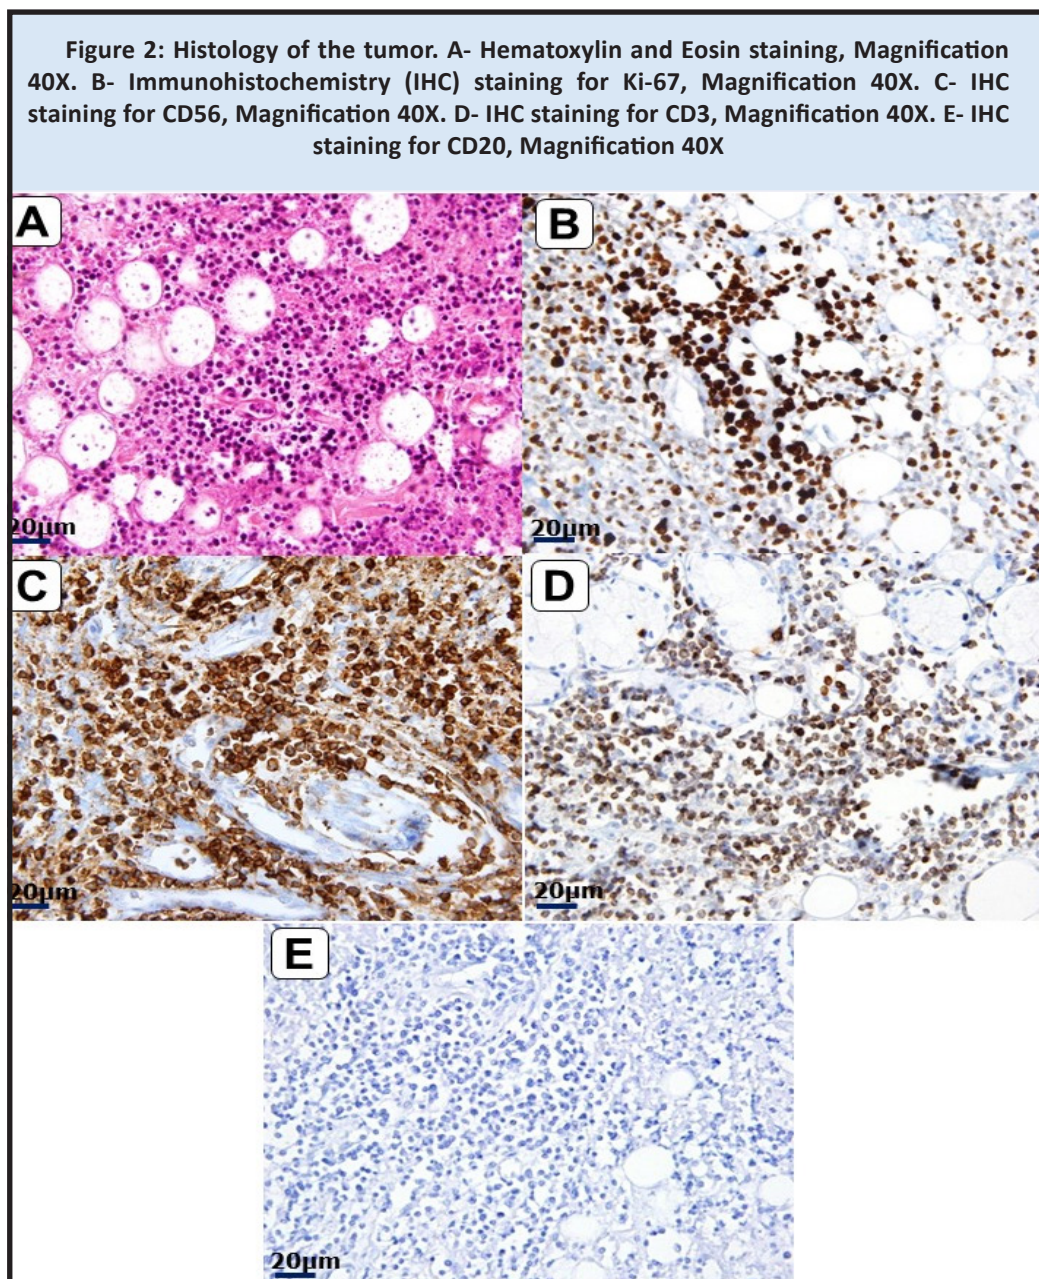 Figure 2: Histology of the tumor. A- Hematoxylin and Eosin staining, Magnification
40X. B- Immunohistochemistry (IHC) staining for Ki-67, Magnification 40X. C- IHC
staining for CD56, Magnification 40X. D- IHC staining for CD3, Magnification 40X. E- IHC
staining for CD20, Magnification 40X
A
B
20µm
20µm
C
D
20µm
20µm
E
20µm